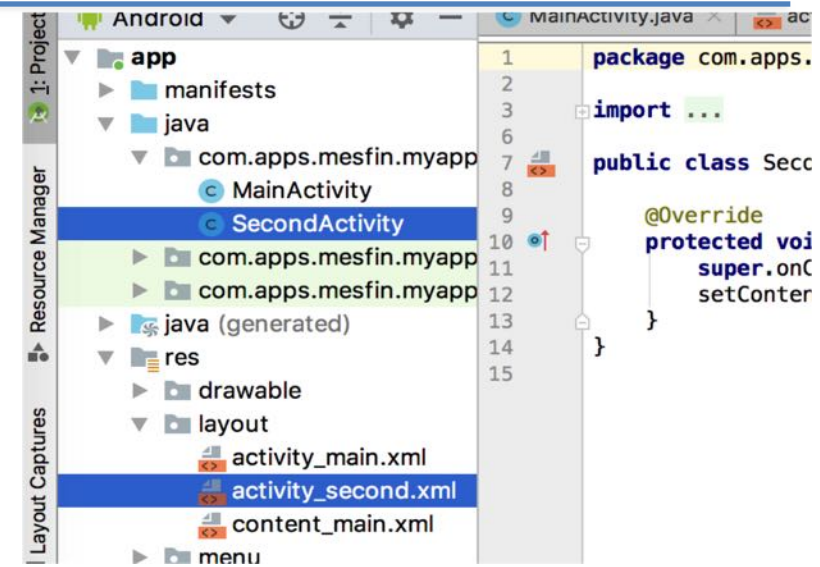 1: Project
Resource Manager
Layout Captures
Android
app
manifests
java
com.apps.mesfin.myapp
MainActivity
SecondActivity
com.apps.mesfin.myapp
com.apps.mesfin.myapp
java (generated)
res
drawable
layout
activity_main.xml
activity_second.xml
content_main.xml
menu
MainActivity.java
ac
1 package com.apps.
2
3 import ...
6
7 public class Seco
8
9 @Override
10 protected voi
11 super.onC
12 setConten
13 }
14 }
15